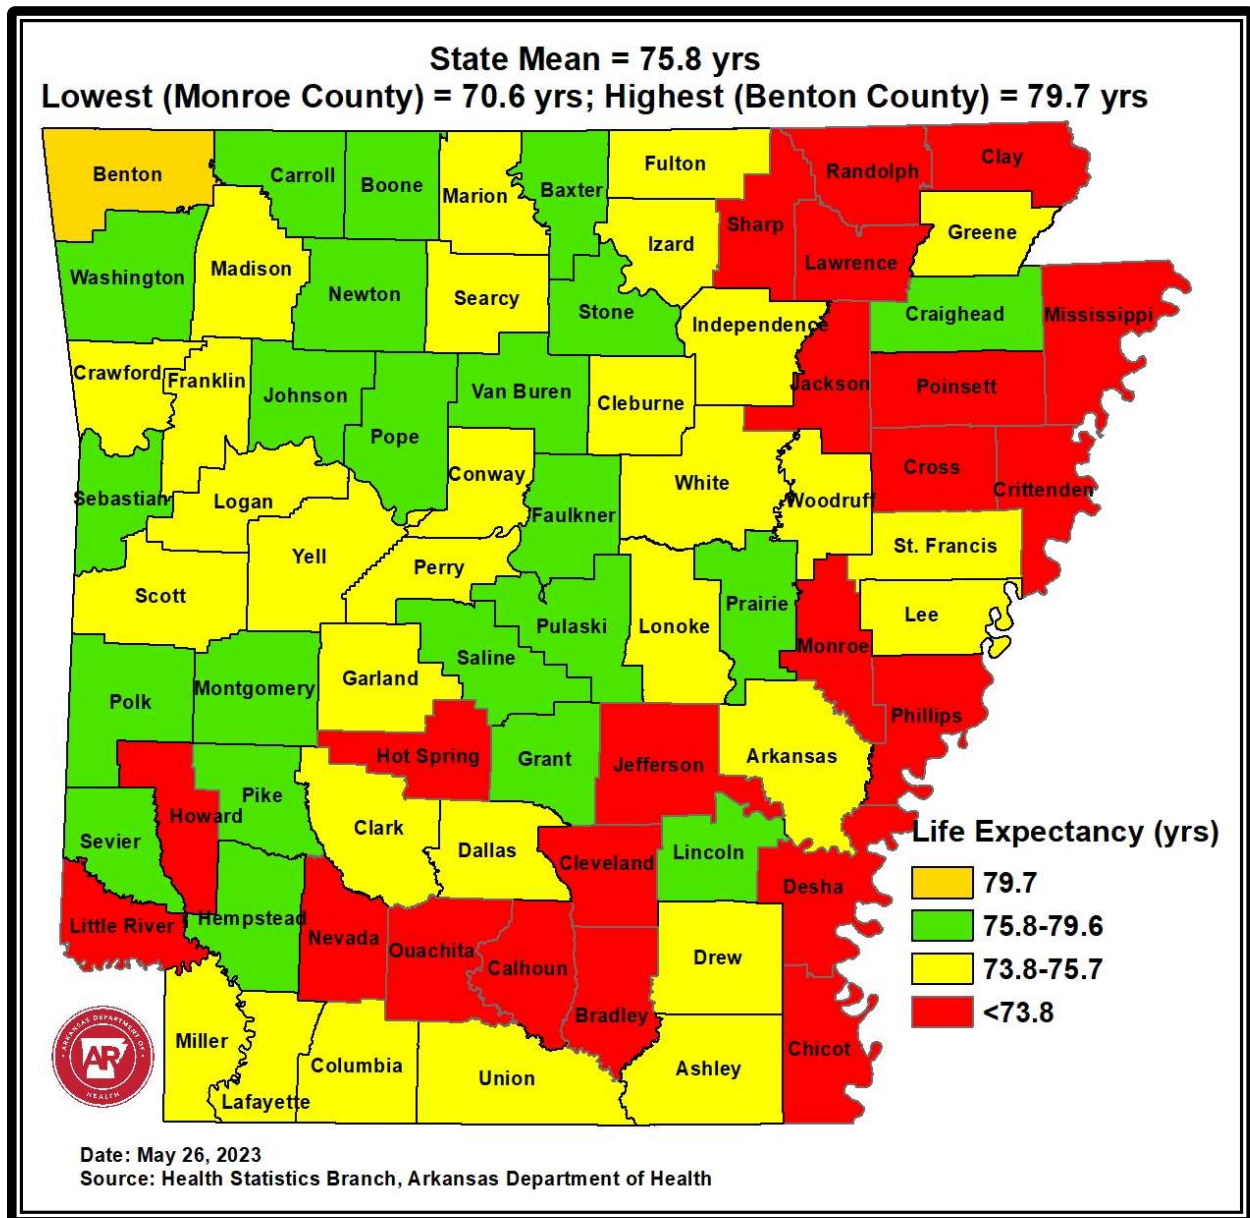 State Mean = 75.8 yrs
Lowest (Monroe County) = 70.6 yrs; Highest (Benton County) = 79.7 yrs
Benton
Carroll
Boone
Marion
Baxter
Fulton
Sharp
Randolph
Clay
Washington
Madison
Newton
Searcy
Stone
Izard
Lawrence
Greene
Independence
Craighead
Mississippi
Crawford
Franklin
Johnson
Pope
Van Buren
Cleburne
Jackson
Poinsett
Sebastian
Logan
Conway
Faulkner
White
Woodruff
Cross
Crittenden
Scott
Yell
Perry
Pulaski
Lonoke
Prairie
St. Francis
Lee
Monroe
Polk
Montgomery
Garland
Saline
Phillips
Hot Spring
Grant
Jefferson
Arkansas
Howard
Pike
Sevier
Clark
Dallas
Cleveland
Lincoln
Desha
Little River
Hempstead
Nevada
Ouachita
Calhoun
Bradley
Drew
Miller
Lafayette
Columbia
Union
Ashley
Chicot
Life Expectancy (yrs)
79.7
75.8-79.6
73.8-75.7
<73.8
ARKANSAS DEPARTMENT OF
AR
HEALTH
Date: May 26, 2023
Source: Health Statistics Branch, Arkansas Department of Health